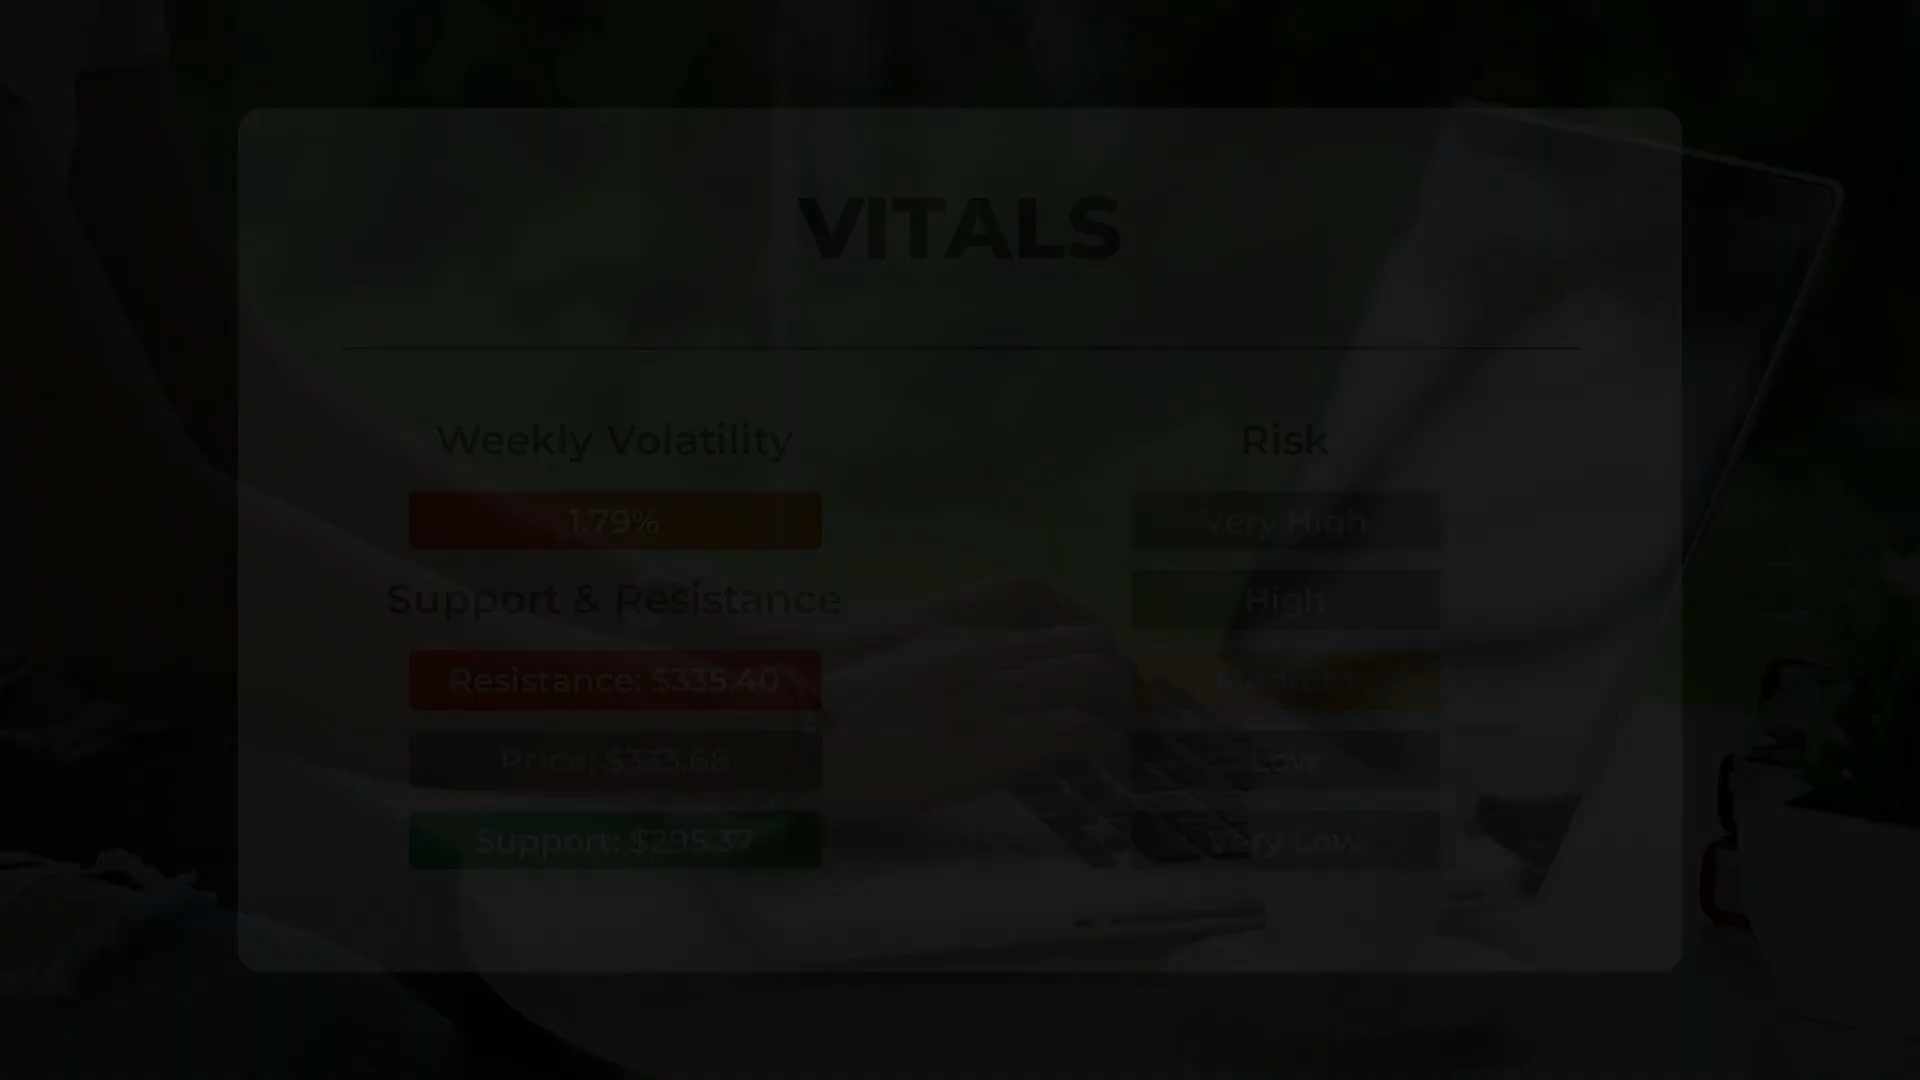 VITALS
Weekly Volatility
1.79%
Support & Resistance
Resistance: $335.40
Price: $333.68
Support: $295.37
Risk
Very High
High
Medium
Low
Very Low